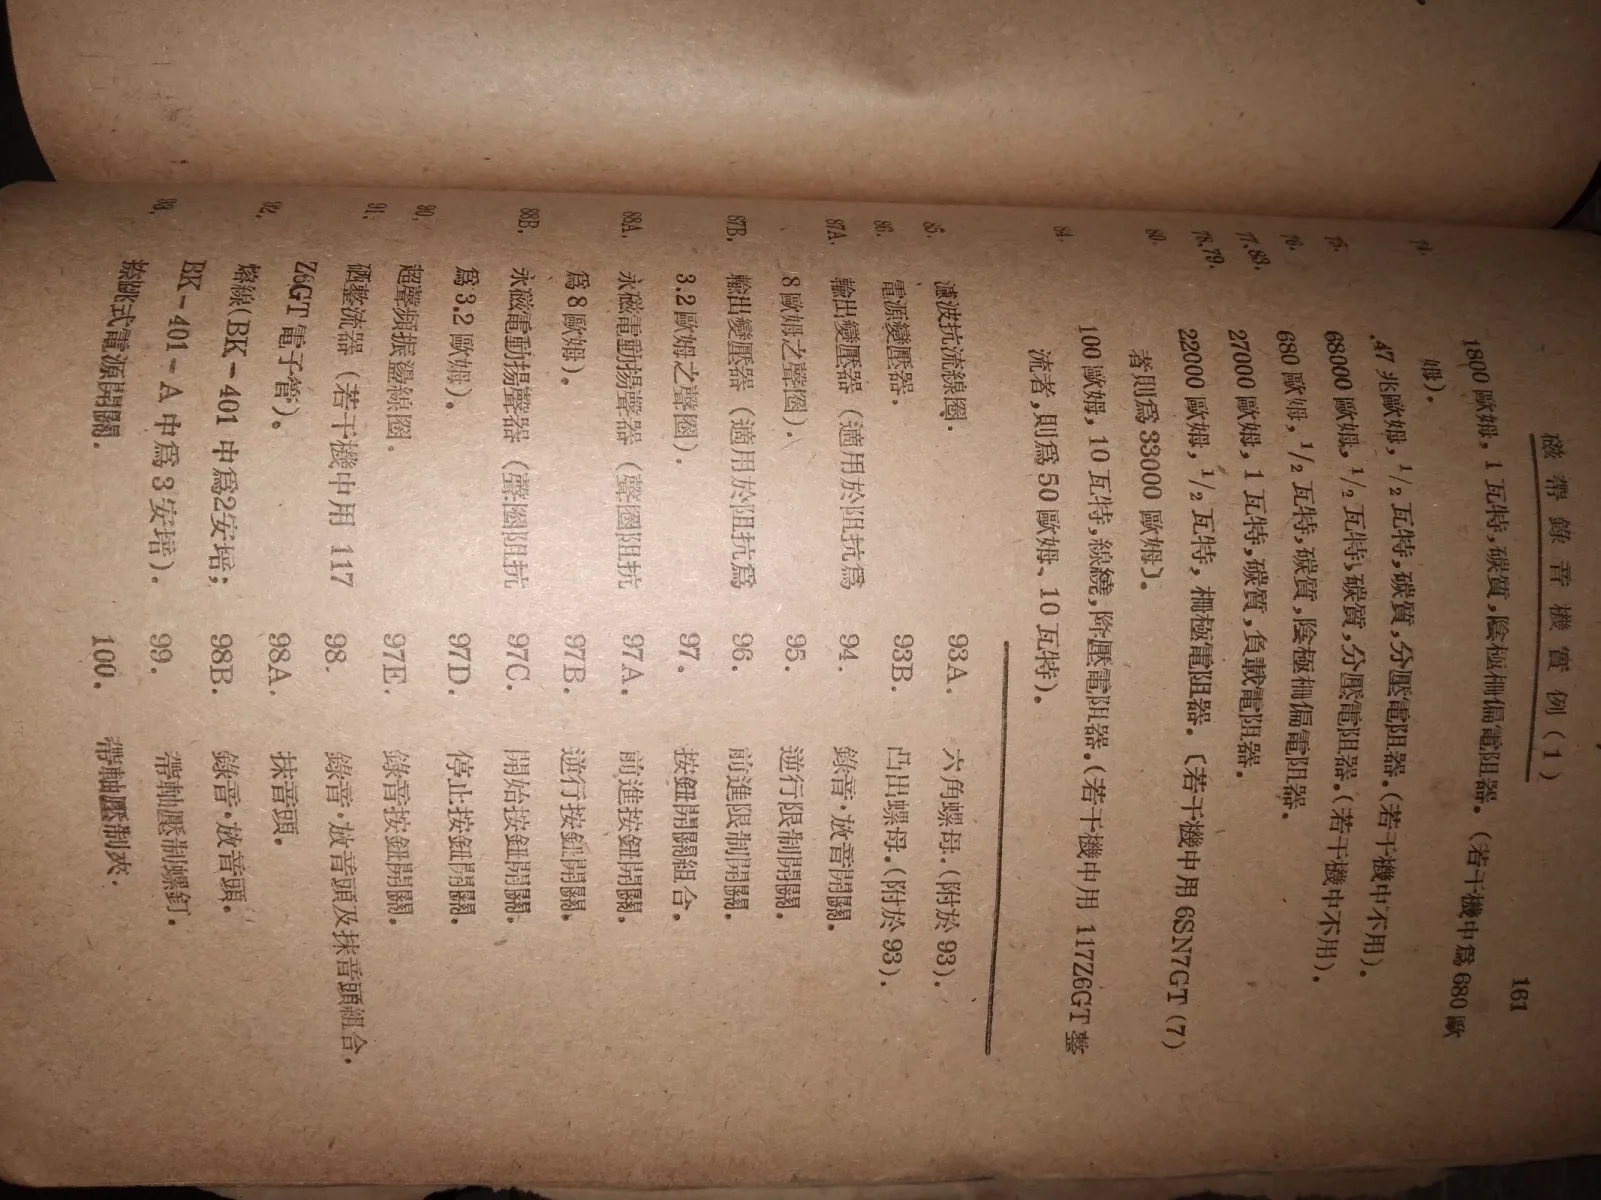 磁帶錄音機實例(1) 161
74. 1800 歐姆,1 瓦特,碳質,陰極柵偏電阻器.(若干機中爲 680 歐
姆).
75. .47 兆歐姆,1/2 瓦特,碳質,分壓電阻器.(若干機中不用).
76. 68000 歐姆,1/2 瓦特,碳質,分壓電阻器.(若干機中不用).
77.83. 680 歐姆,1/2 瓦特,碳質,陰極柵偏電阻器.
78.79. 27000 歐姆,1 瓦特,碳質,負載電阻器.
80. 22000 歐姆,1/2 瓦特,柵極電阻器.〔若干機中用 6SN7GT (7)
者則爲 33000 歐姆〕.
84. 100 歐姆,10 瓦特,線繞,降壓電阻器.(若干機中用 117Z6GT 整
流者,則爲 50 歐姆、10 瓦特).
85. 濾波抗流線圈.
86. 電源變壓器.
87A. 輸出變壓器(適用於阻抗爲
8 歐姆之聲圈).
87B. 輸出變壓器(適用於阻抗爲
3.2 歐姆之聲圈).
88A. 永磁電動揚聲器(聲圈阻抗
爲 8 歐姆).
88B. 永磁電動揚聲器(聲圈阻抗
爲 3.2 歐姆).
90. 超聲頻振盪線圈.
91. 硒整流器(若干機中用 117
Z6GT 電子管).
92. 熔線(BK-401 中爲2安培;
BK-401-A 中爲 3 安培).
93. 撳鈕式電源開關.
93A. 六角螺母.(附於 93).
93B. 凸出螺母.(附於 93).
94. 錄音.放音開關.
95. 逆行限制開關.
96. 前進限制開關.
97. 按鈕開關組合.
97A. 前進按鈕開關.
97B. 逆行按鈕開關.
97C. 開始按鈕開關.
97D. 停止按鈕開關.
97E. 錄音按鈕開關.
98. 錄音.放音頭及抹音頭組合.
98A. 抹音頭.
98B. 錄音.放音頭.
99. 帶軸壓制螺釘.
100. 帶軸壓制夾.